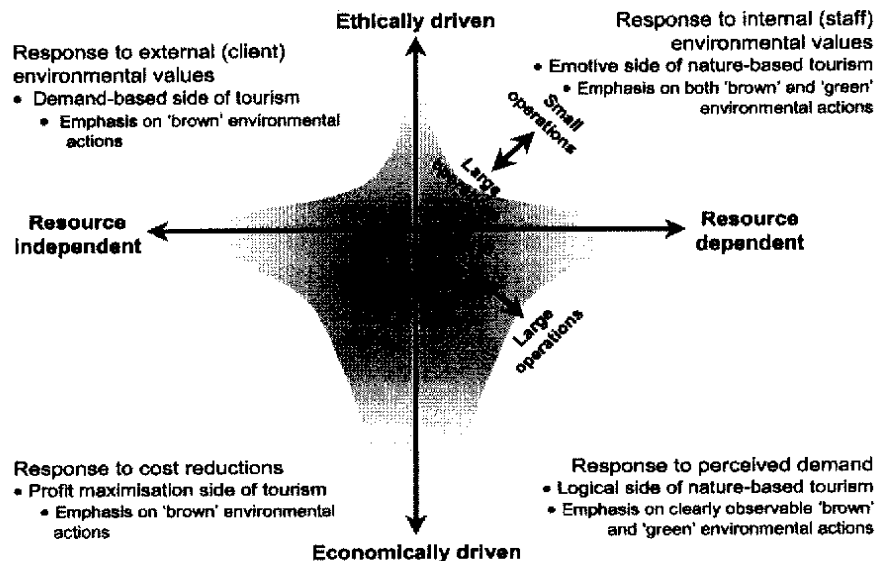 Ethically driven
Response to external (client)
environmental values
• Demand-based side of tourism
• Emphasis on 'brown' environmental
actions
Response to internal (staff)
environmental values
• Emotive side of nature-based tourism
• Emphasis on both 'brown' and 'green'
environmental actions
Small
operations
Large
Resource
independent
Resource
dependent
Large
operations
Response to cost reductions
• Profit maximisation side of tourism
• Emphasis on 'brown' environmental
actions
Response to perceived demand
• Logical side of nature-based tourism
• Emphasis on clearly observable 'brown'
and 'green' environmental actions
Economically driven